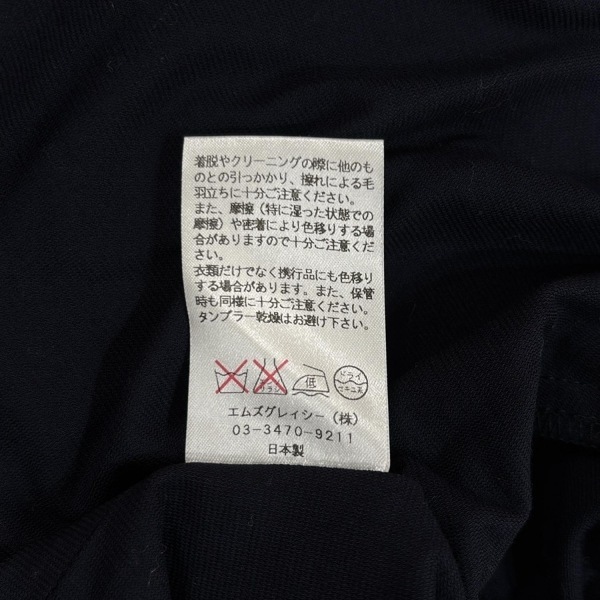 着脱やクリーニングの際に他のも
のとの引っかかり、擦れによる毛
羽立ちに十分ご注意ください。
また、摩擦（特に湿った状態での
摩擦）や密着により色移りする場
合がありますので十分ご注意くだ
さい。
衣類だけでなく携行品にも色移り
する場合があります。また、保管
時も同様に十分ご注意ください。
タンブラー乾燥はお避け下さい。
エンソ サラシ 低 ドライ セキユ系
エムズグレイシー（株）
03-3470-9211
日本製